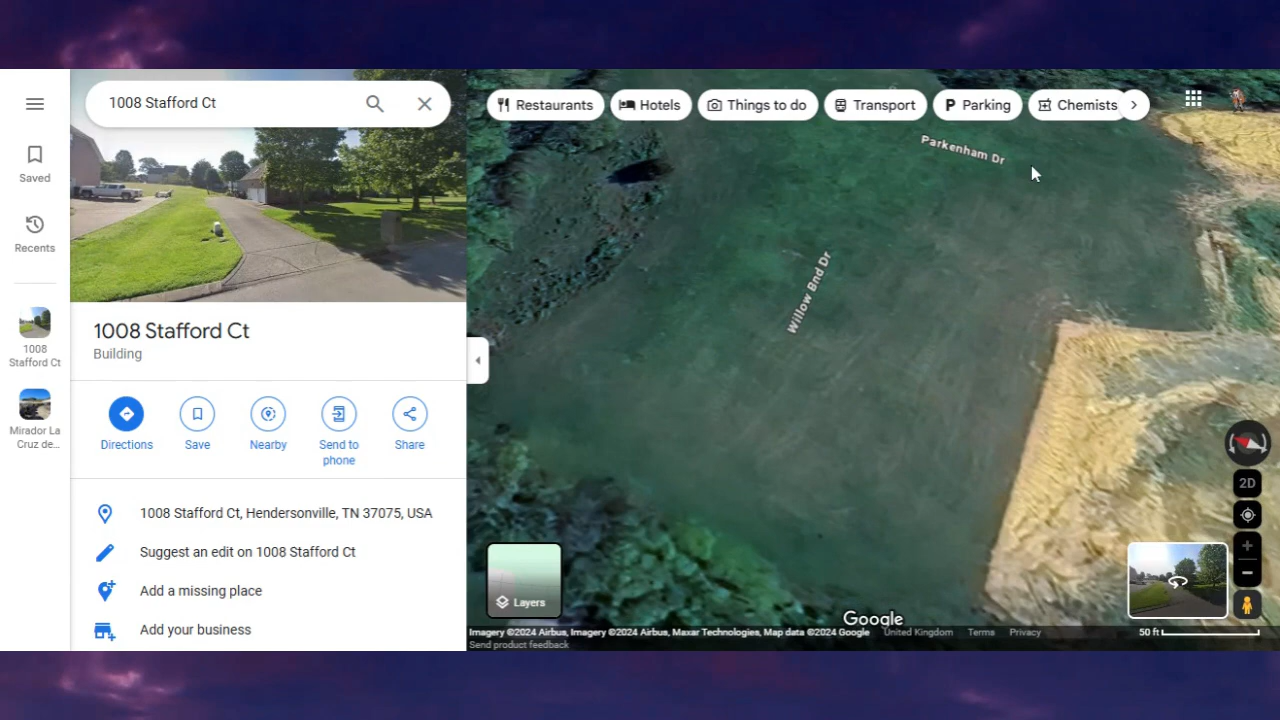 1008 Stafford Ct
Restaurants
Hotels
Things to do
Transport
Parking
Chemists
Saved
Recents
1008
Stafford Ct
Mirador La
Cruz de...
1008 Stafford Ct
Building
Directions
Save
Nearby
Send to
phone
Share
1008 Stafford Ct, Hendersonville, TN 37075, USA
Suggest an edit on 1008 Stafford Ct
Add a missing place
Add your business
Parkenham Dr
Willow Bnd Dr
2D
Layers
Google
Imagery ©2024 Airbus, Imagery ©2024 Airbus, Maxar Technologies, Map data ©2024 Google
United Kingdom
Terms
Privacy
50 ft
Send product feedback